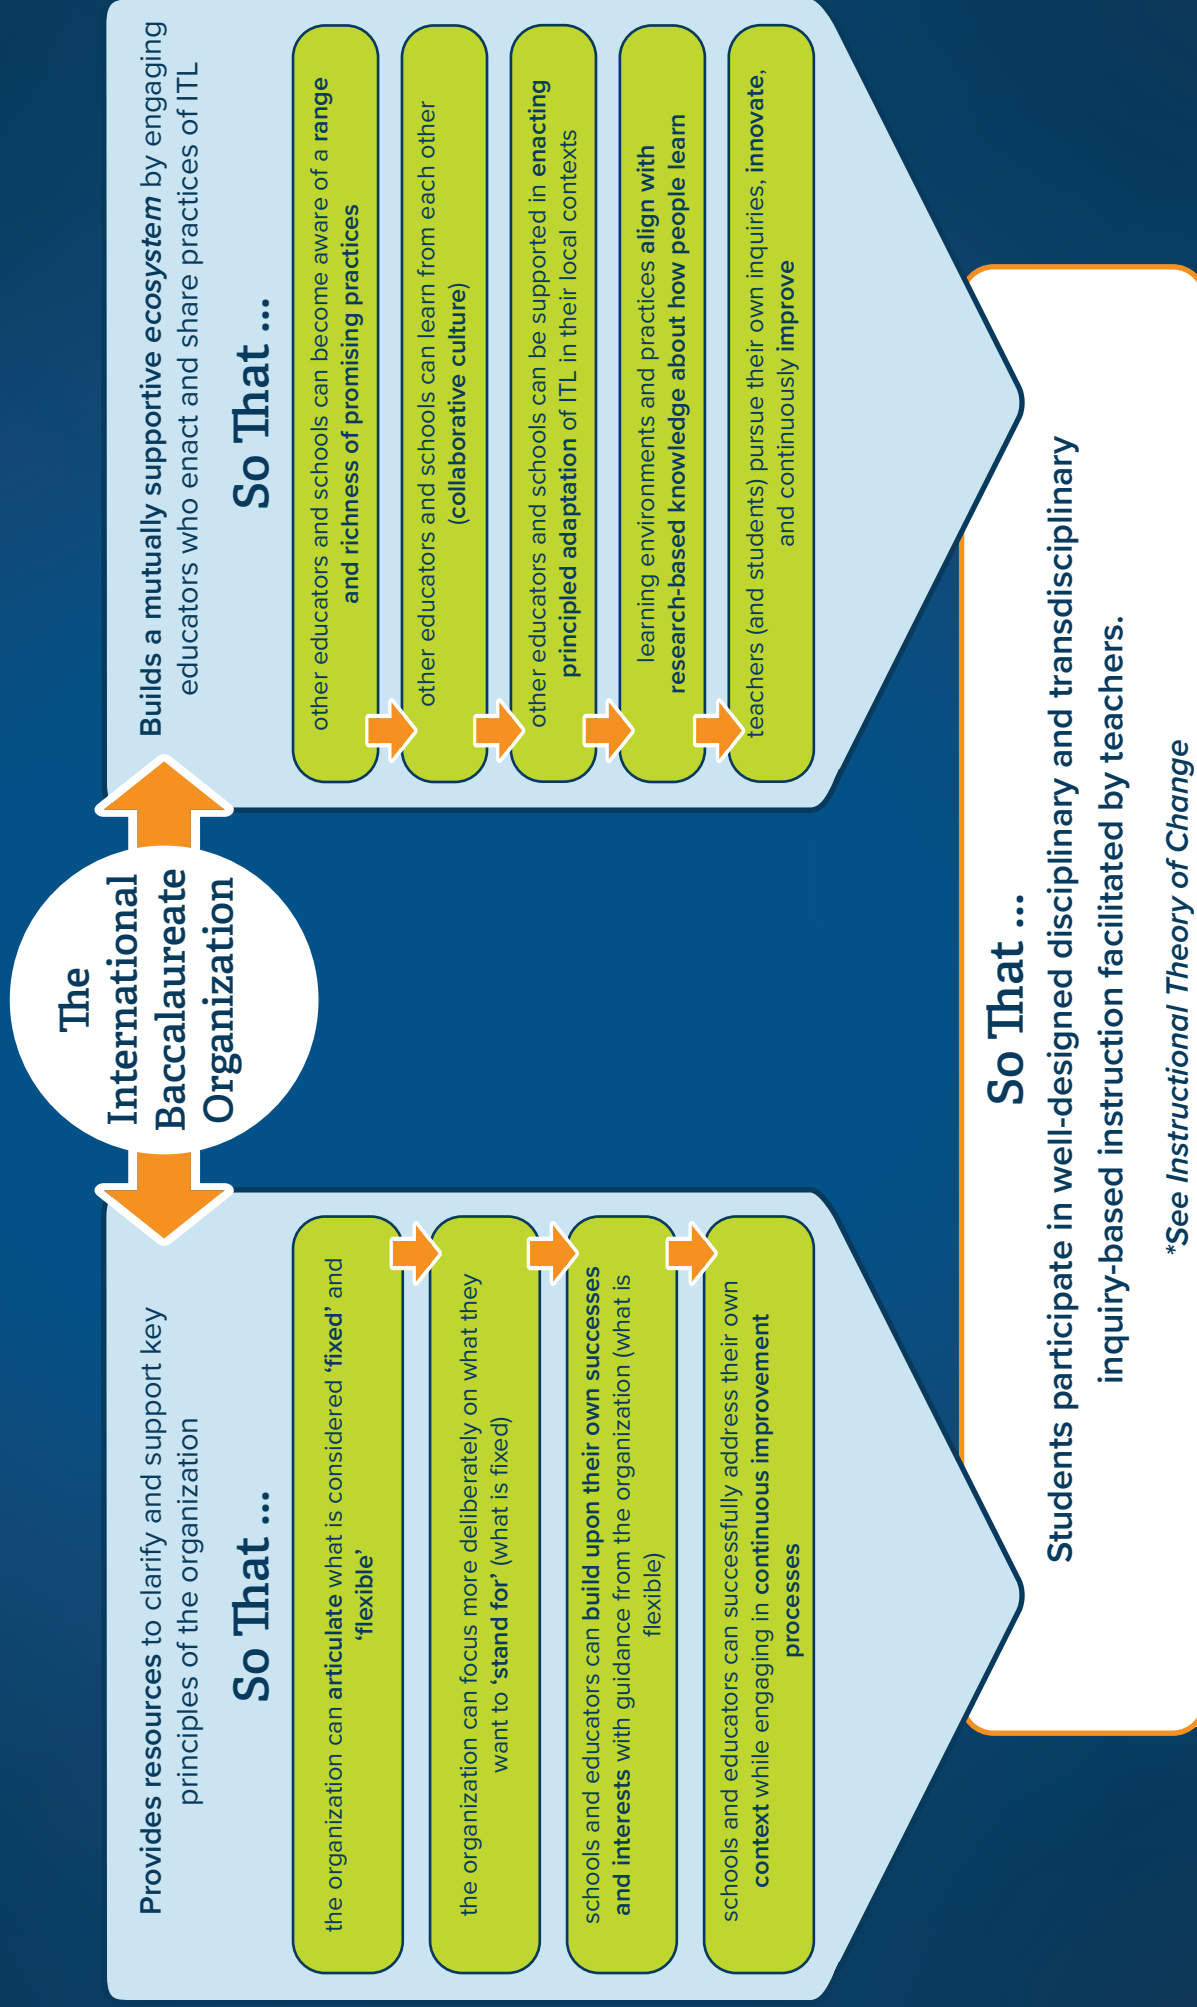 The
International
Baccalaureate
Organization
Provides resources to clarify and support key
principles of the organization
So That ...
the organization can articulate what is considered ‘fixed’ and
‘flexible’
the organization can focus more deliberately on what they
want to ‘stand for’ (what is fixed)
schools and educators can build upon their own successes
and interests with guidance from the organization (what is
flexible)
schools and educators can successfully address their own
context while engaging in continuous improvement
processes
Builds a mutually supportive ecosystem by engaging
educators who enact and share practices of ITL
So That ...
other educators and schools can become aware of a range
and richness of promising practices
other educators and schools can learn from each other
(collaborative culture)
other educators and schools can be supported in enacting
principled adaptation of ITL in their local contexts
learning environments and practices align with
research-based knowledge about how people learn
teachers (and students) pursue their own inquiries, innovate,
and continuously improve
So That ...
Students participate in well-designed disciplinary and transdisciplinary
inquiry-based instruction facilitated by teachers.
*See Instructional Theory of Change